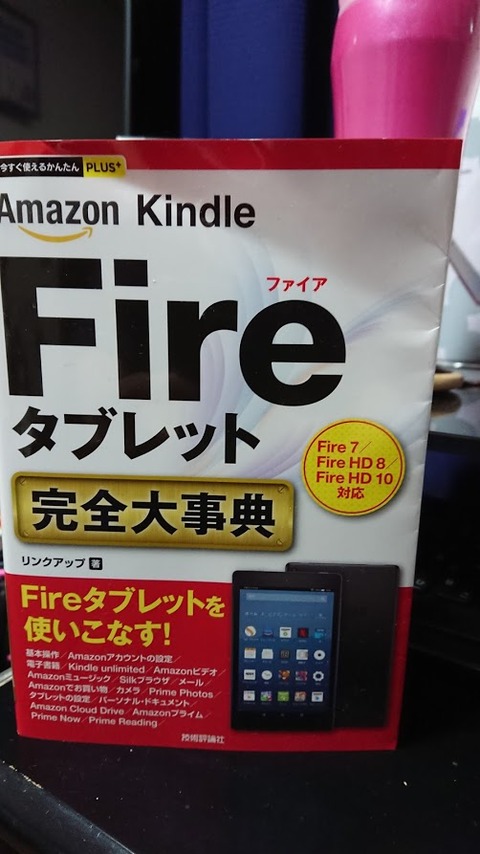 今すぐ使えるかんたん PLUS+
Amazon Kindle
ファイア
Fire
タブレット
Fire 7／
Fire HD 8／
Fire HD 10
対応
完全大事典
リンクアップ 著
Fireタブレットを
使いこなす!
基本操作／Amazonアカウントの設定／
電子書籍／Kindle unlimited／Amazonビデオ／
Amazonミュージック／Silkブラウザ／メール／
Amazonでお買い物／カメラ／Prime Photos／
タブレットの設定／パーソナル・ドキュメント／
Amazon Cloud Drive／Amazonプライム／
Prime Now／Prime Reading／
技術評論社